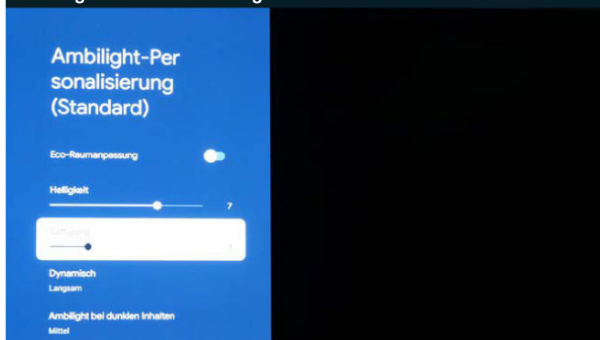 Ambilight-Per
sonalisierung
(Standard)
Eco-Raumanpassung
Helligkeit
7
Dynamisch
Langsam
Ambilight bei dunklen Inhalten
Mittel